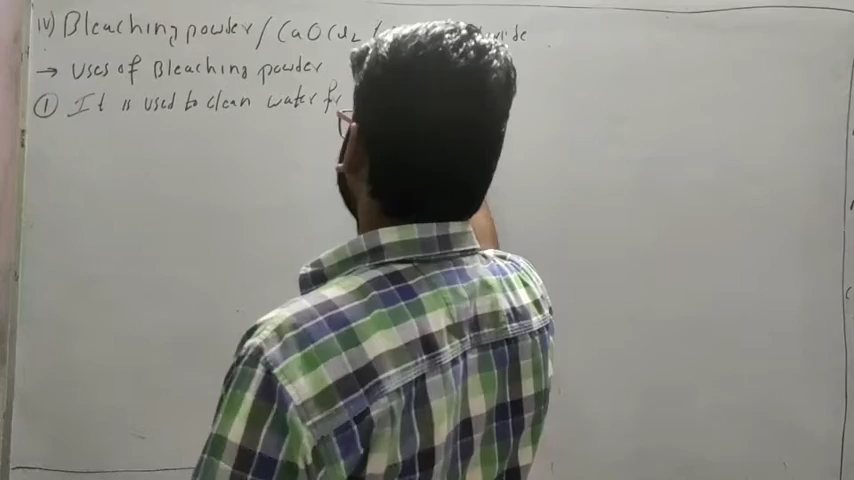 iv) Bleaching powder / CaOCl₂ /
→ Uses of Bleaching powder
① It is used to clean water for